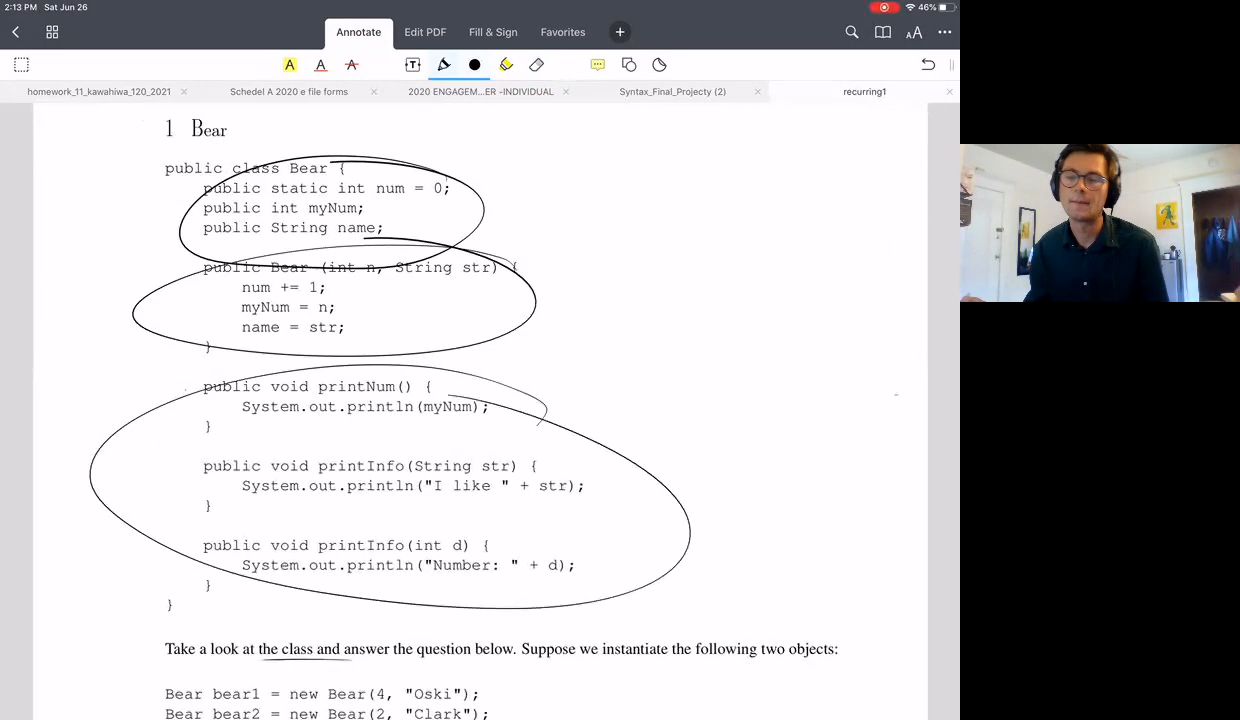 2:13 PM Sat Jun 26
46%
Annotate
Edit PDF
Fill & Sign
Favorites
AA
A A A T
homework_11_kawahiwa_120_2021
Schedel A 2020 e file forms
2020 ENGAGEM...ER -INDIVIDUAL
Syntax_Final_Projecty (2)
recurring1
1 Bear
public class Bear {
public static int num = 0;
public int myNum;
public String name;
public Bear (int n, String str) {
num += 1;
myNum = n;
name = str;
}
public void printNum() {
System.out.println(myNum);
}
public void printInfo(String str) {
System.out.println("I like " + str);
}
public void printInfo(int d) {
System.out.println("Number: " + d);
}
}
Take a look at the class and answer the question below. Suppose we instantiate the following two objects:
Bear bear1 = new Bear(4, "Oski");
Bear bear2 = new Bear(2, "Clark");